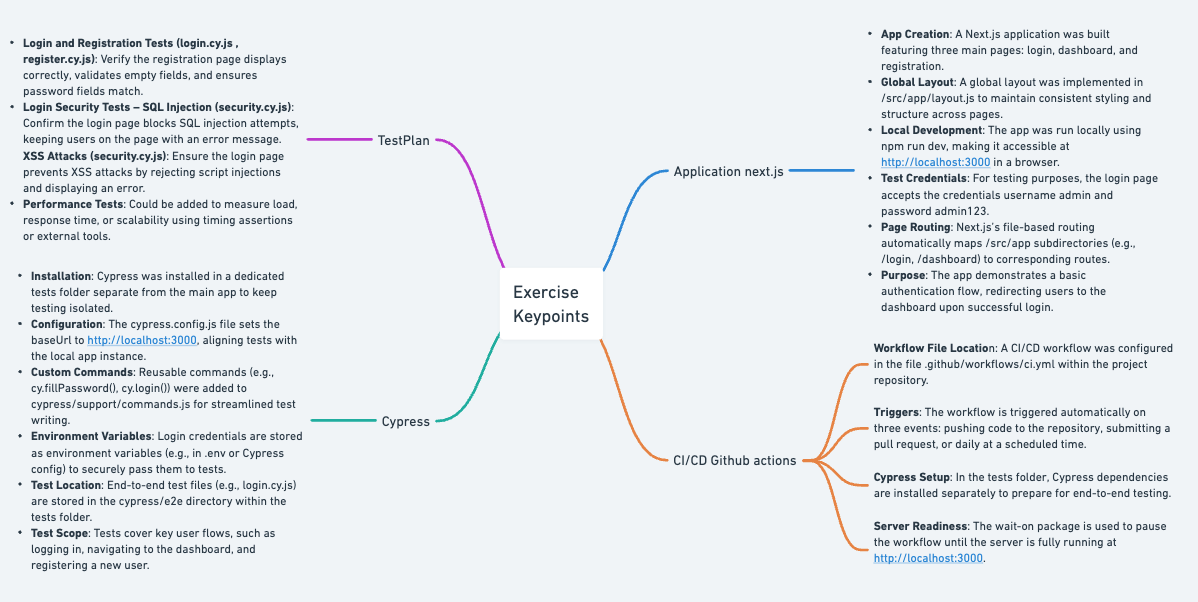 • Login and Registration Tests (login.cy.js ,
register.cy.js): Verify the registration page displays
correctly, validates empty fields, and ensures
password fields match.
• Login Security Tests – SQL Injection (security.cy.js):
Confirm the login page blocks SQL injection attempts,
keeping users on the page with an error message.
XSS Attacks (security.cy.js): Ensure the login page
prevents XSS attacks by rejecting script injections
and displaying an error.
• Performance Tests: Could be added to measure load,
response time, or scalability using timing assertions
or external tools.
TestPlan
• Installation: Cypress was installed in a dedicated
tests folder separate from the main app to keep
testing isolated.
• Configuration: The cypress.config.js file sets the
baseUrl to http://localhost:3000, aligning tests with
the local app instance.
• Custom Commands: Reusable commands (e.g.,
cy.fillPassword(), cy.login()) were added to
cypress/support/commands.js for streamlined test
writing.
• Environment Variables: Login credentials are stored
as environment variables (e.g., in .env or Cypress
config) to securely pass them to tests.
• Test Location: End-to-end test files (e.g., login.cy.js)
are stored in the cypress/e2e directory within the
tests folder.
• Test Scope: Tests cover key user flows, such as
logging in, navigating to the dashboard, and
registering a new user.
Cypress
Exercise
Keypoints
Application next.js
• App Creation: A Next.js application was built
featuring three main pages: login, dashboard, and
registration.
• Global Layout: A global layout was implemented in
/src/app/layout.js to maintain consistent styling and
structure across pages.
• Local Development: The app was run locally using
npm run dev, making it accessible at
http://localhost:3000 in a browser.
• Test Credentials: For testing purposes, the login page
accepts the credentials username admin and
password admin123.
• Page Routing: Next.js's file-based routing
automatically maps /src/app subdirectories (e.g.,
/login, /dashboard) to corresponding routes.
• Purpose: The app demonstrates a basic
authentication flow, redirecting users to the
dashboard upon successful login.
CI/CD Github actions
Workflow File Location: A CI/CD workflow was configured
in the file .github/workflows/ci.yml within the project
repository.
Triggers: The workflow is triggered automatically on
three events: pushing code to the repository, submitting a
pull request, or daily at a scheduled time.
Cypress Setup: In the tests folder, Cypress dependencies
are installed separately to prepare for end-to-end testing.
Server Readiness: The wait-on package is used to pause
the workflow until the server is fully running at
http://localhost:3000.